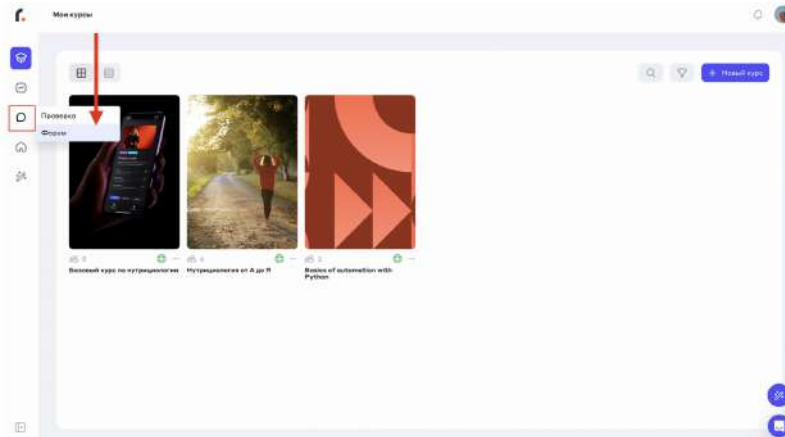 r.
Мои курсы
+ Новый курс
Проверка
Форум
Базовый курс по нутрициологии
Нутрициология от А до Я
Basics of automation with
Python